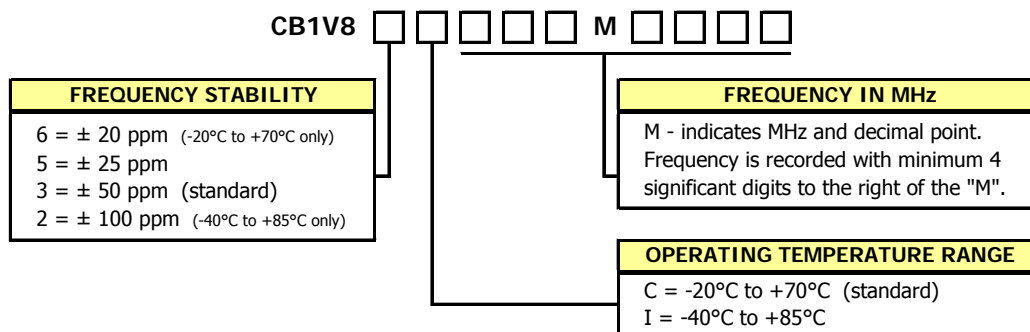 CB1V8 M
FREQUENCY STABILITY
6 = ± 20 ppm (-20°C to +70°C only)
5 = ± 25 ppm
3 = ± 50 ppm (standard)
2 = ± 100 ppm (-40°C to +85°C only)
FREQUENCY IN MHz
M - indicates MHz and decimal point.
Frequency is recorded with minimum 4
significant digits to the right of the "M".
OPERATING TEMPERATURE RANGE
C = -20°C to +70°C (standard)
I = -40°C to +85°C